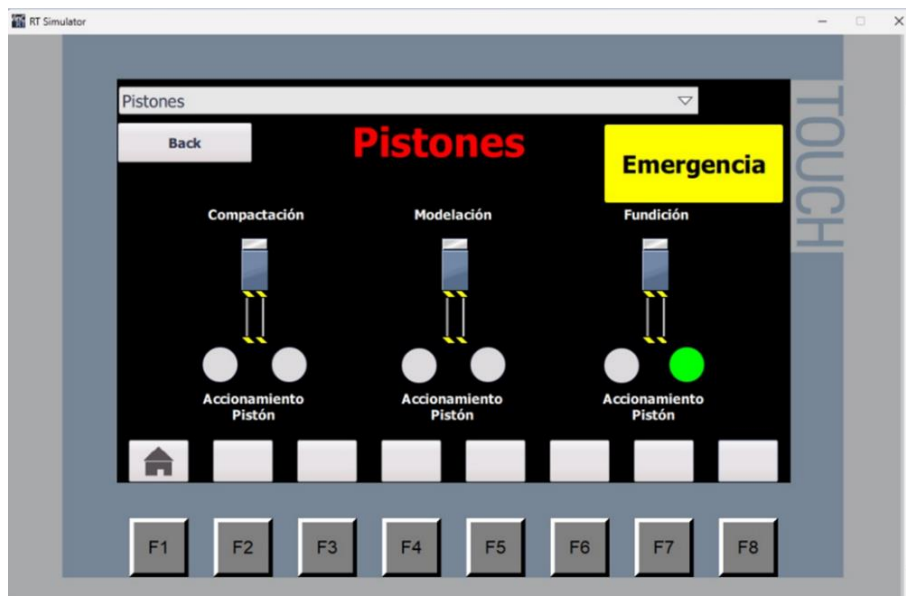 RT Simulator
Pistones
Back
Pistones
Emergencia
TOUCH
Compactación
Modelación
Fundición
Accionamiento
Pistón
Accionamiento
Pistón
Accionamiento
Pistón
F1
F2
F3
F4
F5
F6
F7
F8